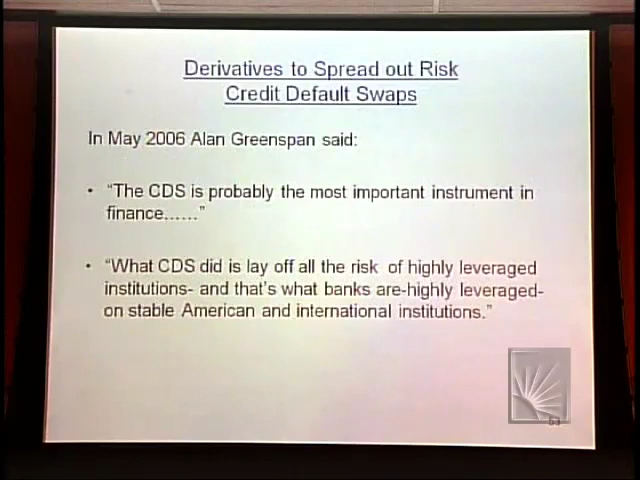 Derivatives to Spread out Risk
Credit Default Swaps
In May 2006 Alan Greenspan said:
• “The CDS is probably the most important instrument in
finance......”
• “What CDS did is lay off all the risk of highly leveraged
institutions- and that's what banks are-highly leveraged-
on stable American and international institutions.”
53